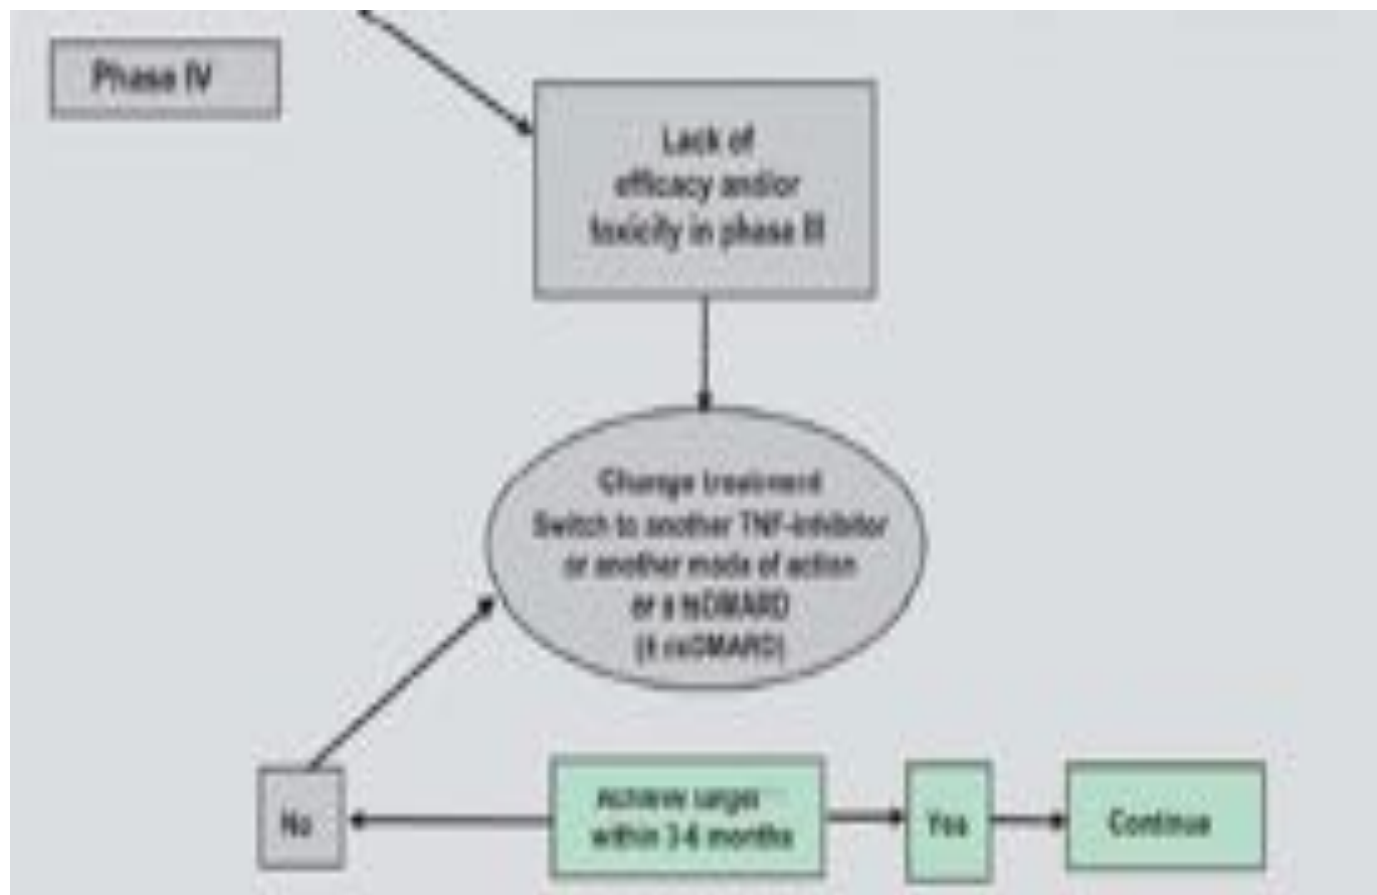 Phase IV
Lack of
efficacy and/or
toxicity in phase III
Change treatment
Switch to another TNF-inhibitor
or another mode of action
or a tsDMARD
(± csDMARD)
No
Achieve target
within 3-6 months
Yes
Continue